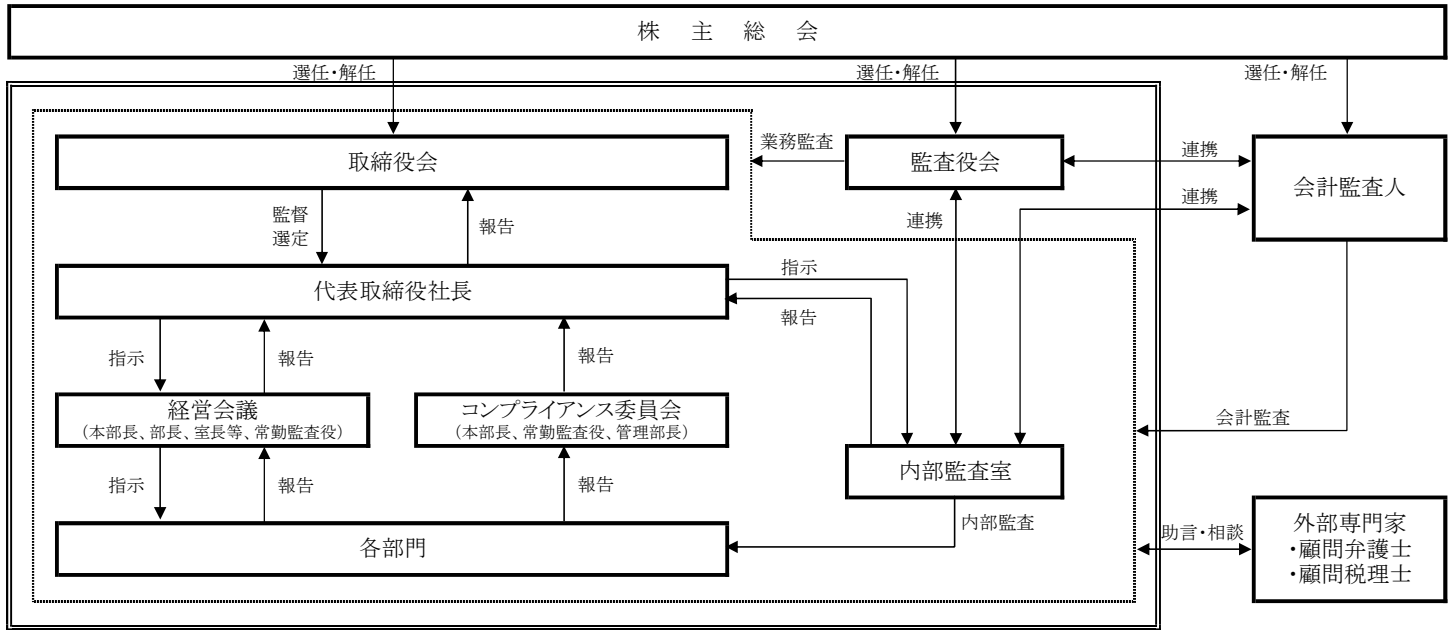 株 主 総 会
選任・解任
選任・解任
選任・解任
取締役会
業務監査
監査役会
連携
会計監査人
連携
監督
選定
報告
連携
代表取締役社長
指示
報告
指示
報告
報告
経営会議
（本部長、部長、室長等、常勤監査役）
コンプライアンス委員会
（本部長、常勤監査役、管理部長）
会計監査
内部監査室
指示
報告
報告
内部監査
各部門
助言・相談
外部専門家
・顧問弁護士
・顧問税理士